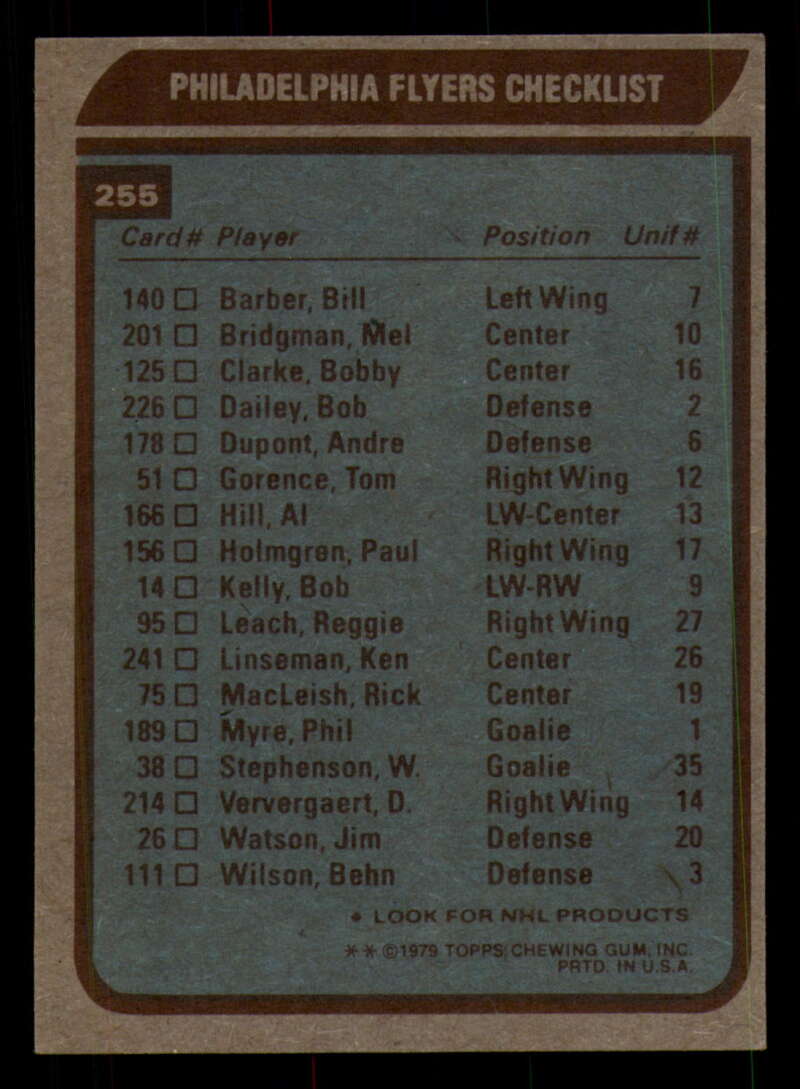 PHILADELPHIA FLYERS CHECKLIST
255
Card# Player Position Unif#
140 Barber, Bill Left Wing 7
201 Bridgman, Mel Center 10
125 Clarke, Bobby Center 16
226 Dailey, Bob Defense 2
178 Dupont, Andre Defense 6
51 Gorence, Tom Right Wing 12
166 Hill, Al LW-Center 13
156 Holmgren, Paul Right Wing 17
14 Kelly, Bob LW-RW 9
95 Leach, Reggie Right Wing 27
241 Linseman, Ken Center 26
75 MacLeish, Rick Center 19
189 Myre, Phil Goalie 1
38 Stephenson, W. Goalie 35
214 Ververgaert, D. Right Wing 14
26 Watson, Jim Defense 20
111 Wilson, Behn Defense 3
• LOOK FOR NHL PRODUCTS
** ©1979 TOPPS CHEWING GUM, INC.
PRTD. IN U.S.A.